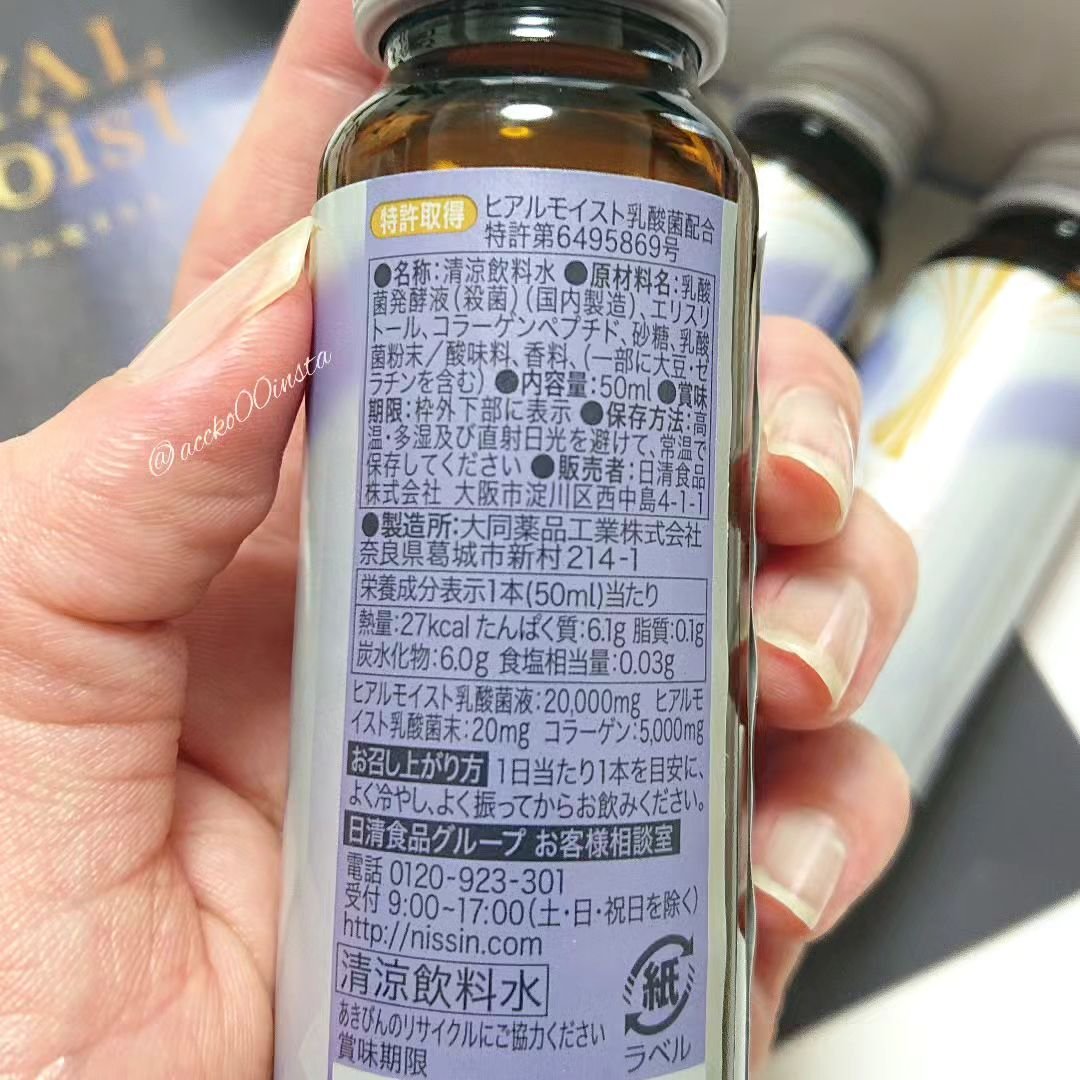 特許取得 ヒアルモイスト乳酸菌配合
特許第6495869号
●名称:清涼飲料水 ●原材料名:乳酸
菌発酵液(殺菌)(国内製造)、エリスリ
トール、コラーゲンペプチド、砂糖、乳酸
菌粉末/酸味料、香料、(一部に大豆・ゼ
ラチンを含む) ●内容量:50ml ●賞味
期限:枠外下部に表示 ●保存方法:高
温・多湿及び直射日光を避けて、常温で
保存してください ●販売者:日清食品
株式会社 大阪市淀川区西中島4-1-1
●製造所:大同薬品工業株式会社
奈良県葛城市新村214-1
栄養成分表示1本(50ml)当たり
熱量:27kcal たんぱく質:6.1g 脂質:0.1g
炭水化物:6.0g 食塩相当量:0.03g
ヒアルモイスト乳酸菌液:20,000mg ヒアルモ
イスト乳酸菌末:20mg コラーゲン:5,000mg
お召し上がり方 1日当たり1本を目安に、
よく冷やし、よく振ってからお飲みください。
日清食品グループ お客様相談室
電話 0120-923-301
受付 9:00~17:00(土・日・祝日を除く)
http://nissin.com
清涼飲料水
あきびんのリサイクルにご協力ください
賞味期限
紙
ラベル
@accko00insta